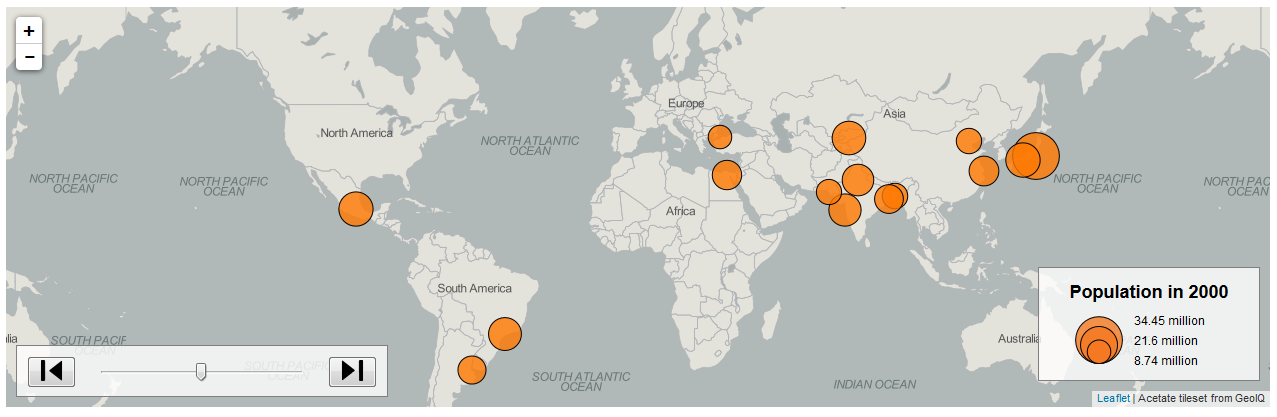 +
−
Europe
Asia
North America
NORTH ATLANTIC
OCEAN
NORTH PACIFIC
OCEAN
NORTH PACIFIC
OCEAN
NORTH PACIFIC
OCEAN
NORTH PAC
OCEAN
Africa
South America
Population in 2000
34.45 million
21.6 million
8.74 million
lia
SOUTH PACIF
OCEAN
SOUTH PACIFIC
OCEAN
Australia
SOUTH ATLANTIC
OCEAN
INDIAN OCEAN
Leaflet | Acetate tileset from GeoIQ